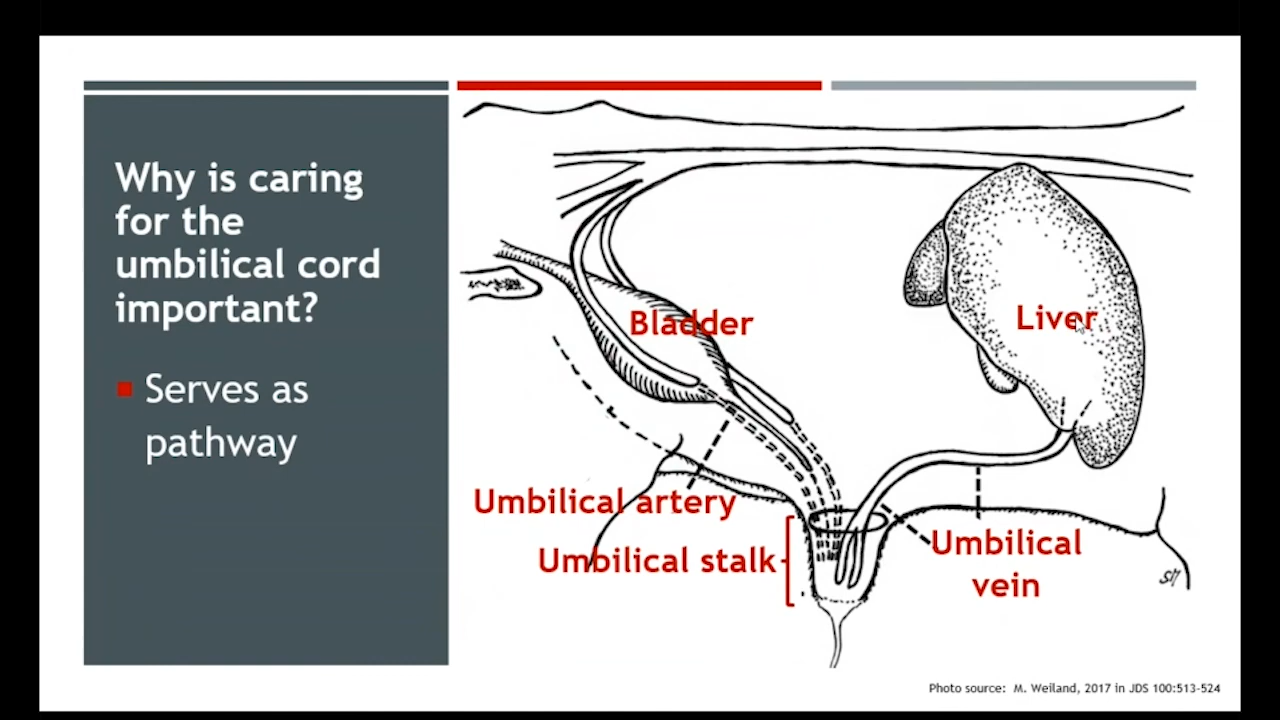 Why is caring
for the
umbilical cord
important?
Serves as
pathway
Bladder
Liver
Umbilical artery
Umbilical stalk
Umbilical
vein
Photo source: M. Weiland, 2017 in JDS 100:513-524